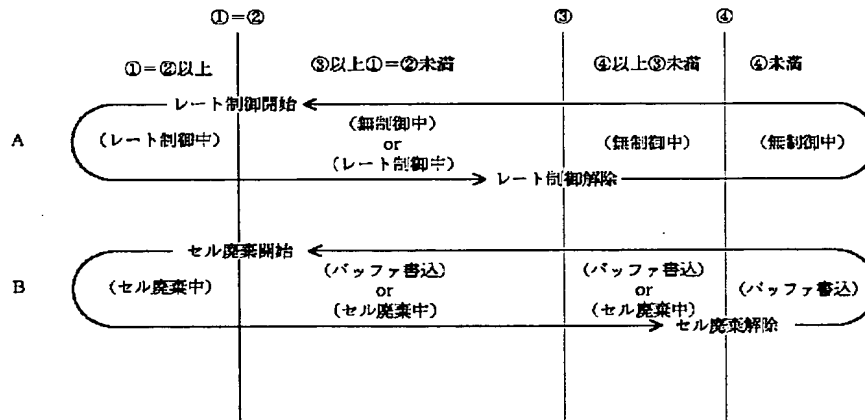 ①＝② ③ ④
①＝②以上 ③以上①＝②未満 ④以上③未満 ④未満
レート制御開始
A (レート制御中) (無制御中) or (レート制御中) (無制御中) (無制御中)
レート制御解除
セル廃棄開始
B (セル廃棄中) (バッファ書込) or (セル廃棄中) (バッファ書込) or (セル廃棄中) (バッファ書込)
セル廃棄解除